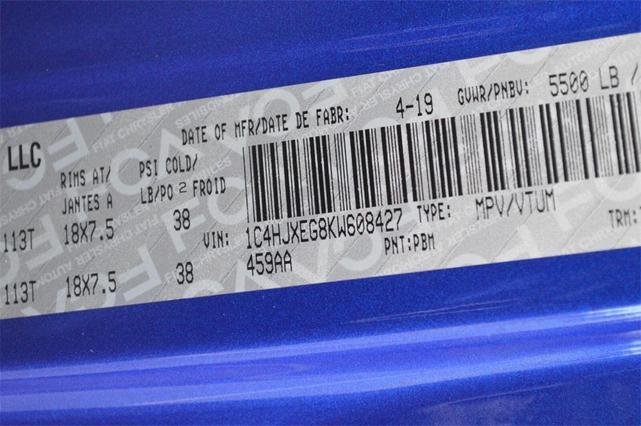 DATE OF MFR/DATE DE FABR: 4-19 GVWR/PNBV: 5500 LB /
LLC
RIMS AT/ PSI COLD/
JANTES A LB/PO 2 FROID
113T 18X7.5 38 VIN: 1C4HJXEG8KW608427 TYPE: MPV/VTUM
459AA PNT:PBM TRM:
113T 18X7.5 38